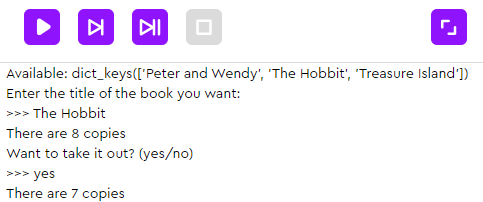 Available: dict_keys(['Peter and Wendy', 'The Hobbit', 'Treasure Island'])
Enter the title of the book you want:
>>> The Hobbit
There are 8 copies
Want to take it out? (yes/no)
>>> yes
There are 7 copies